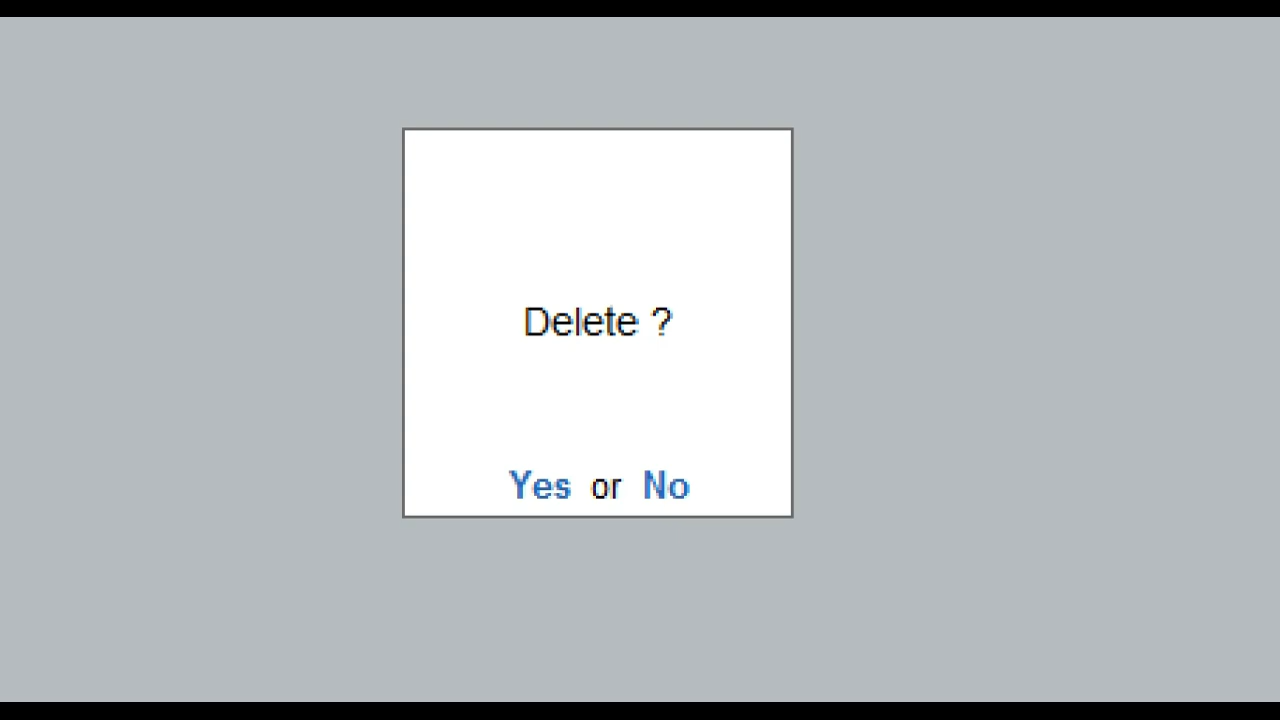 Delete ?
Yes or No